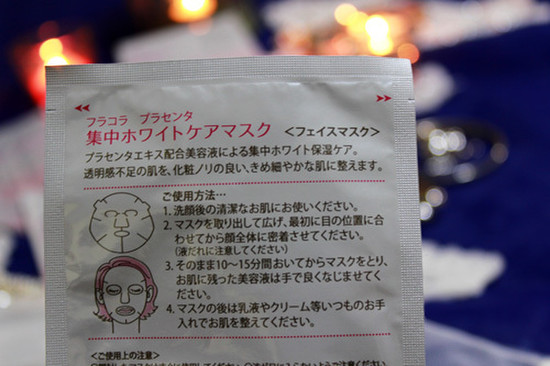 フラコラ プラセンタ
集中ホワイトケアマスク <フェイスマスク>
プラセンタエキス配合美容液による集中ホワイト保湿ケア。
透明感不足の肌を、化粧ノリの良い、きめ細やかな肌に整えます。
ご使用方法…
1. 洗顔後の清潔なお肌にお使いください。
2. マスクを取り出して広げ、最初に目の位置に合
わせてから顔全体に密着させてください。
(液だれに注意してください)
3. そのまま10~15分間おいてからマスクをとり、
お肌に残った美容液は手で良くなじませてく
ださい。
4. マスクの後は乳液やクリーム等いつものお手
入れでお肌を整えてください。
<ご使用上の注意>